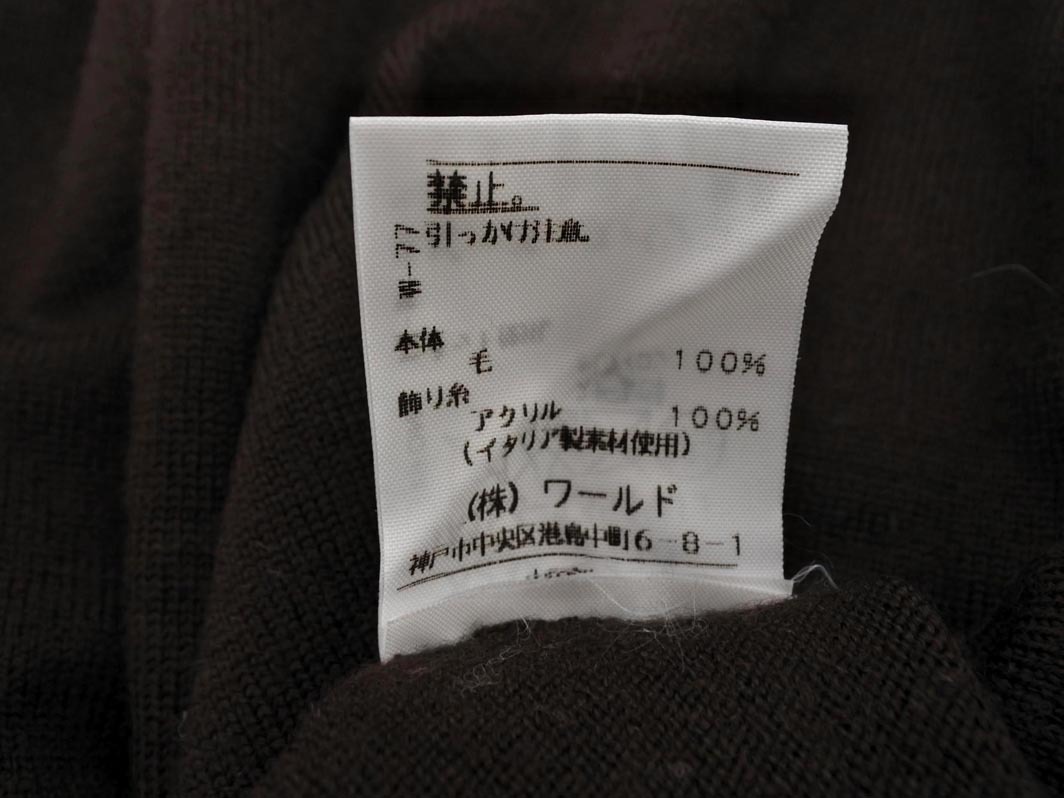 禁止。
引っかけ注意。
W-77
本体
毛 100%
飾り糸
アクリル 100%
(イタリア製素材使用)
(株) ワールド
神戸市中央区港島中町6-8-1